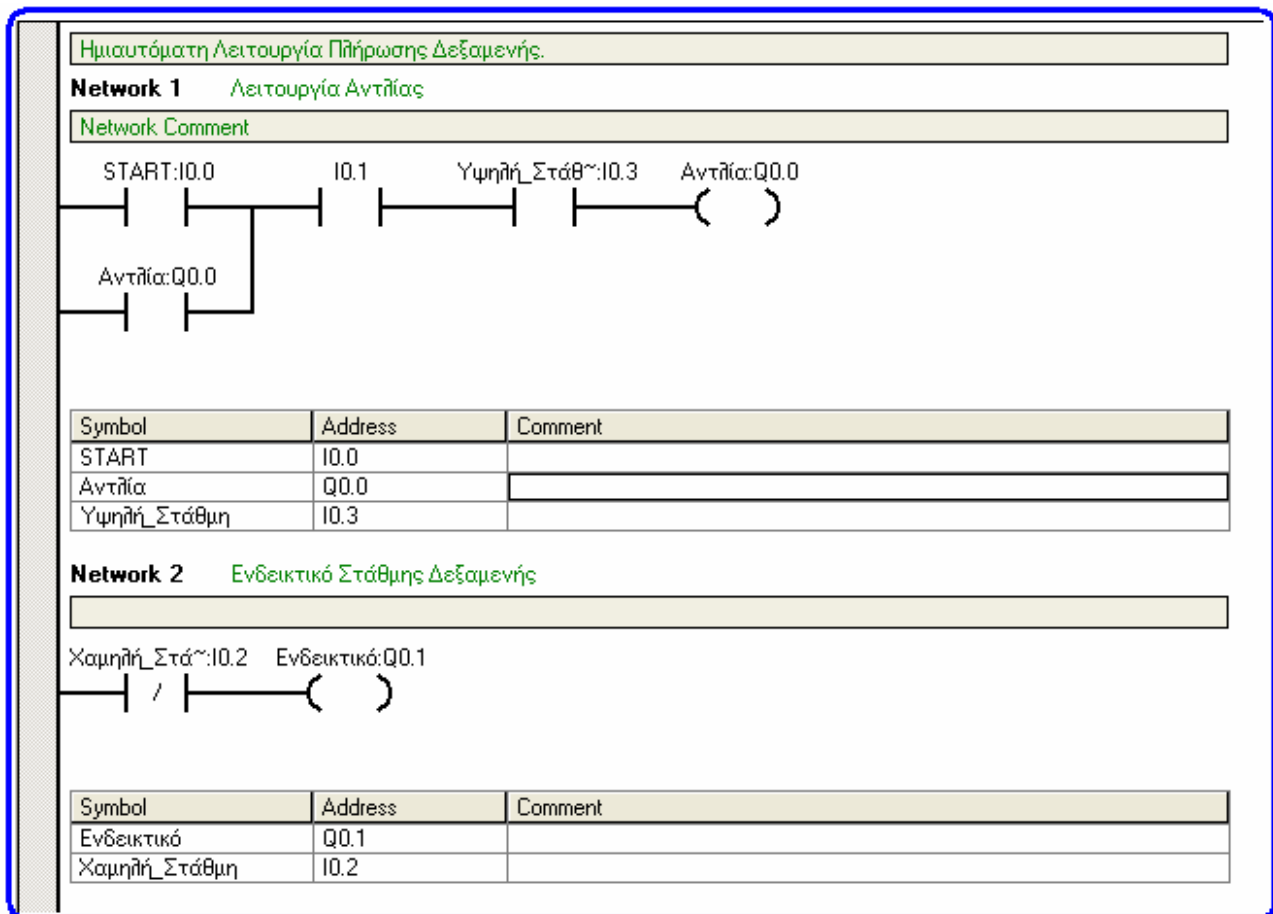 Ημιαυτόματη Λειτουργία Πλήρωσης Δεξαμενής.
Network 1 Λειτουργία Αντλίας
Network Comment
START:I0.0 I0.1 Υψηλή_Στάθ~:I0.3 Αντλία:Q0.0
Αντλία:Q0.0
Symbol Address Comment
START I0.0
Αντλία Q0.0
Υψηλή_Στάθμη I0.3
Network 2 Ενδεικτικό Στάθμης Δεξαμενής
Χαμηλή_Στά~:I0.2 Ενδεικτικό:Q0.1
/
Symbol Address Comment
Ενδεικτικό Q0.1
Χαμηλή_Στάθμη I0.2